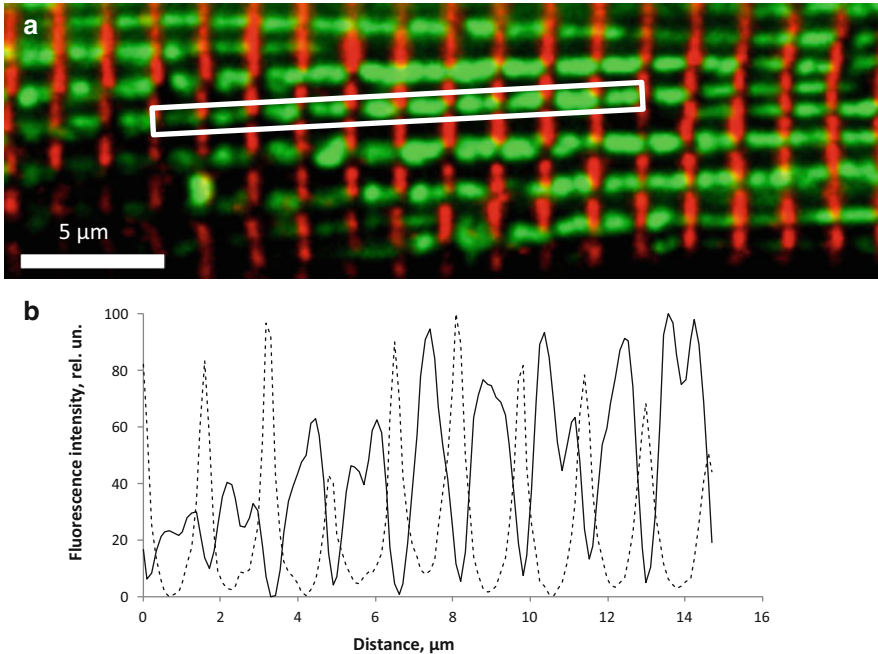 a
5 µm
b
100
80
60
40
20
0
Fluorescence intensity, rel. un.
0 2 4 6 8 10 12 14 16
Distance, µm